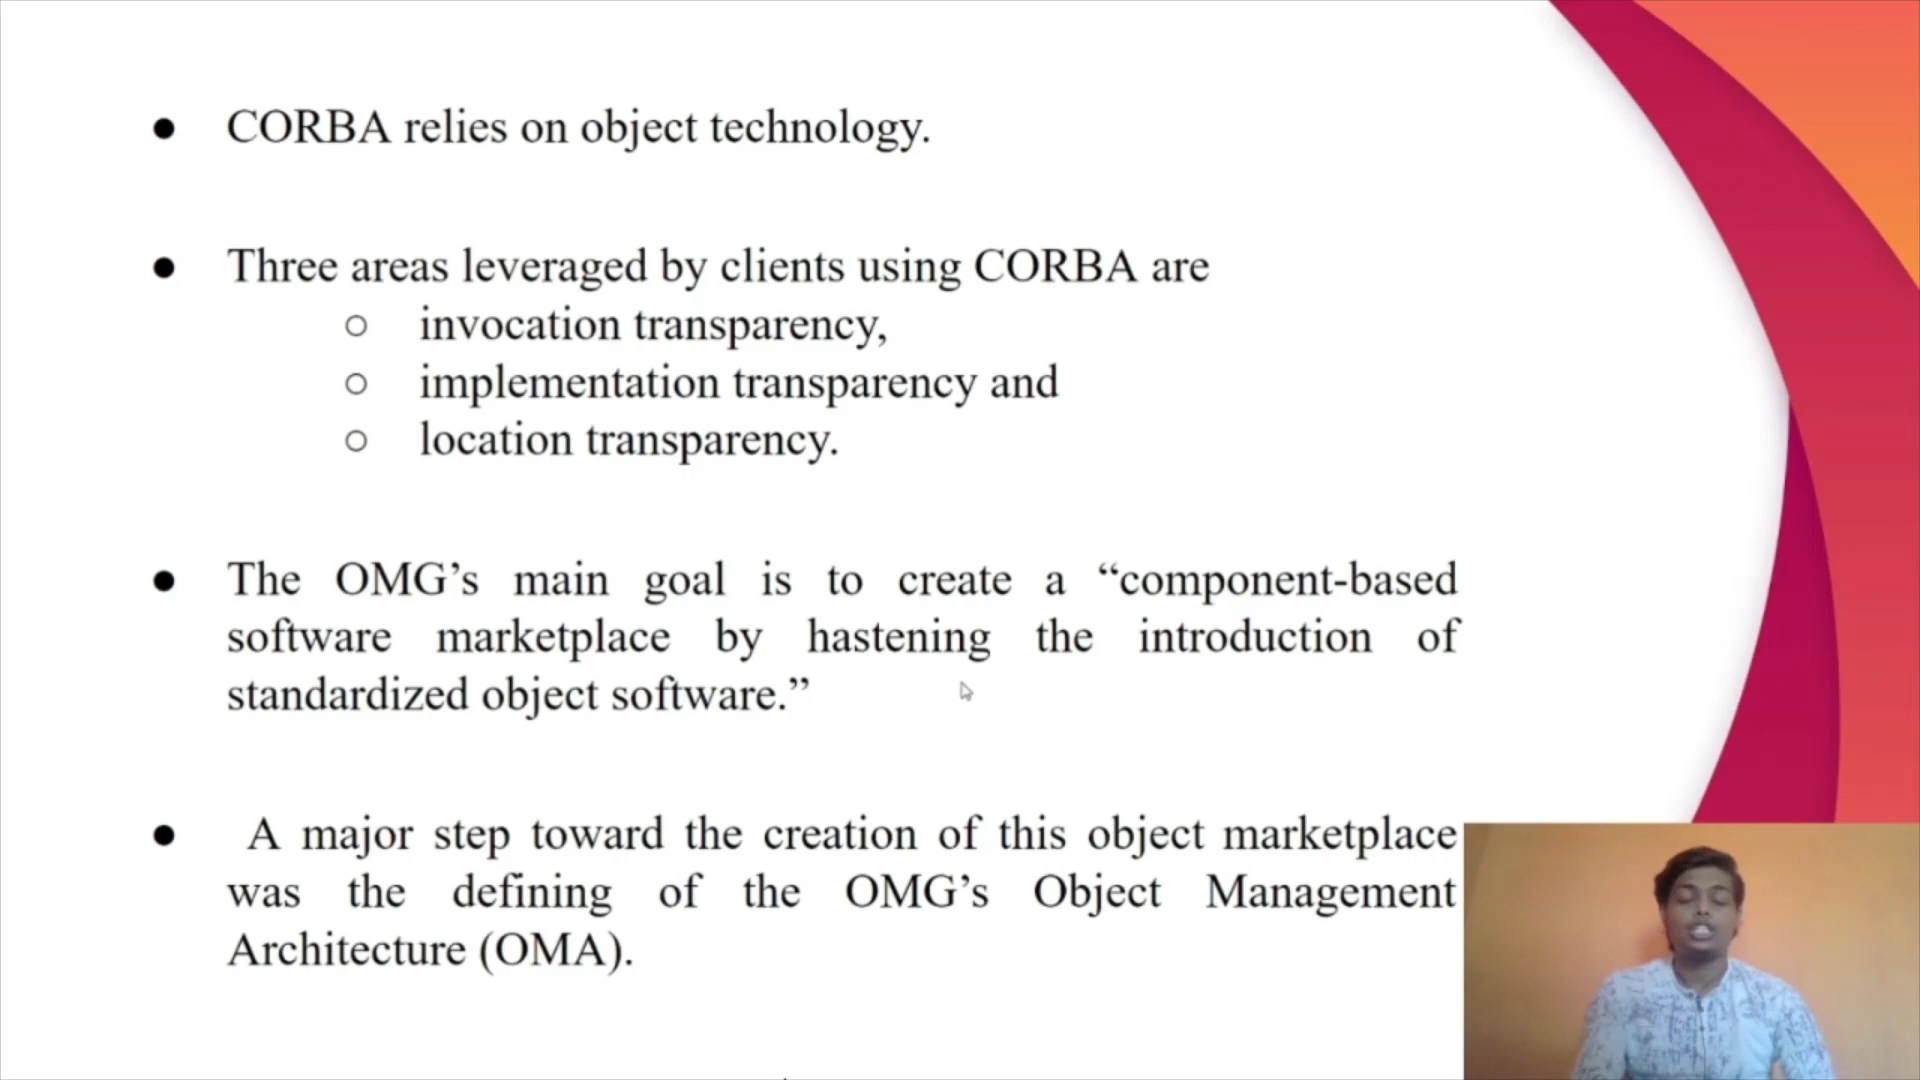 ● CORBA relies on object technology.
● Three areas leveraged by clients using CORBA are
○ invocation transparency,
○ implementation transparency and
○ location transparency.
● The OMG’s main goal is to create a “component-based
software marketplace by hastening the introduction of
standardized object software.”
● A major step toward the creation of this object marketplace
was the defining of the OMG’s Object Management
Architecture (OMA).